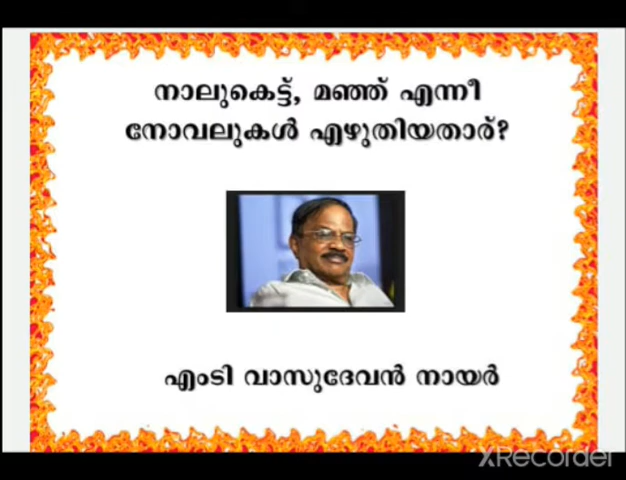 നാലുകെട്ട്, മഞ്ഞ് എന്നീ
നോവലുകൾ എഴുതിയതാര്?
എംടി വാസുദേവൻ നായർ
XRecorder